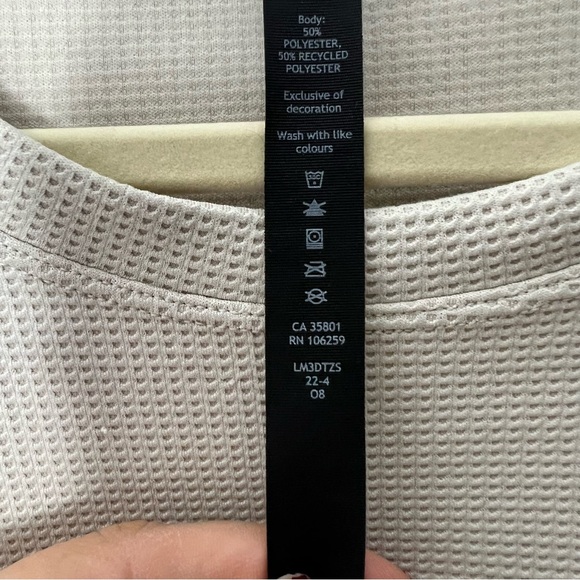 Body:
50%
POLYESTER,
50% RECYCLED
POLYESTER
Exclusive of
decoration
Wash with like
colours
CA 35801
RN 106259
LM3DTZS
22-4
08